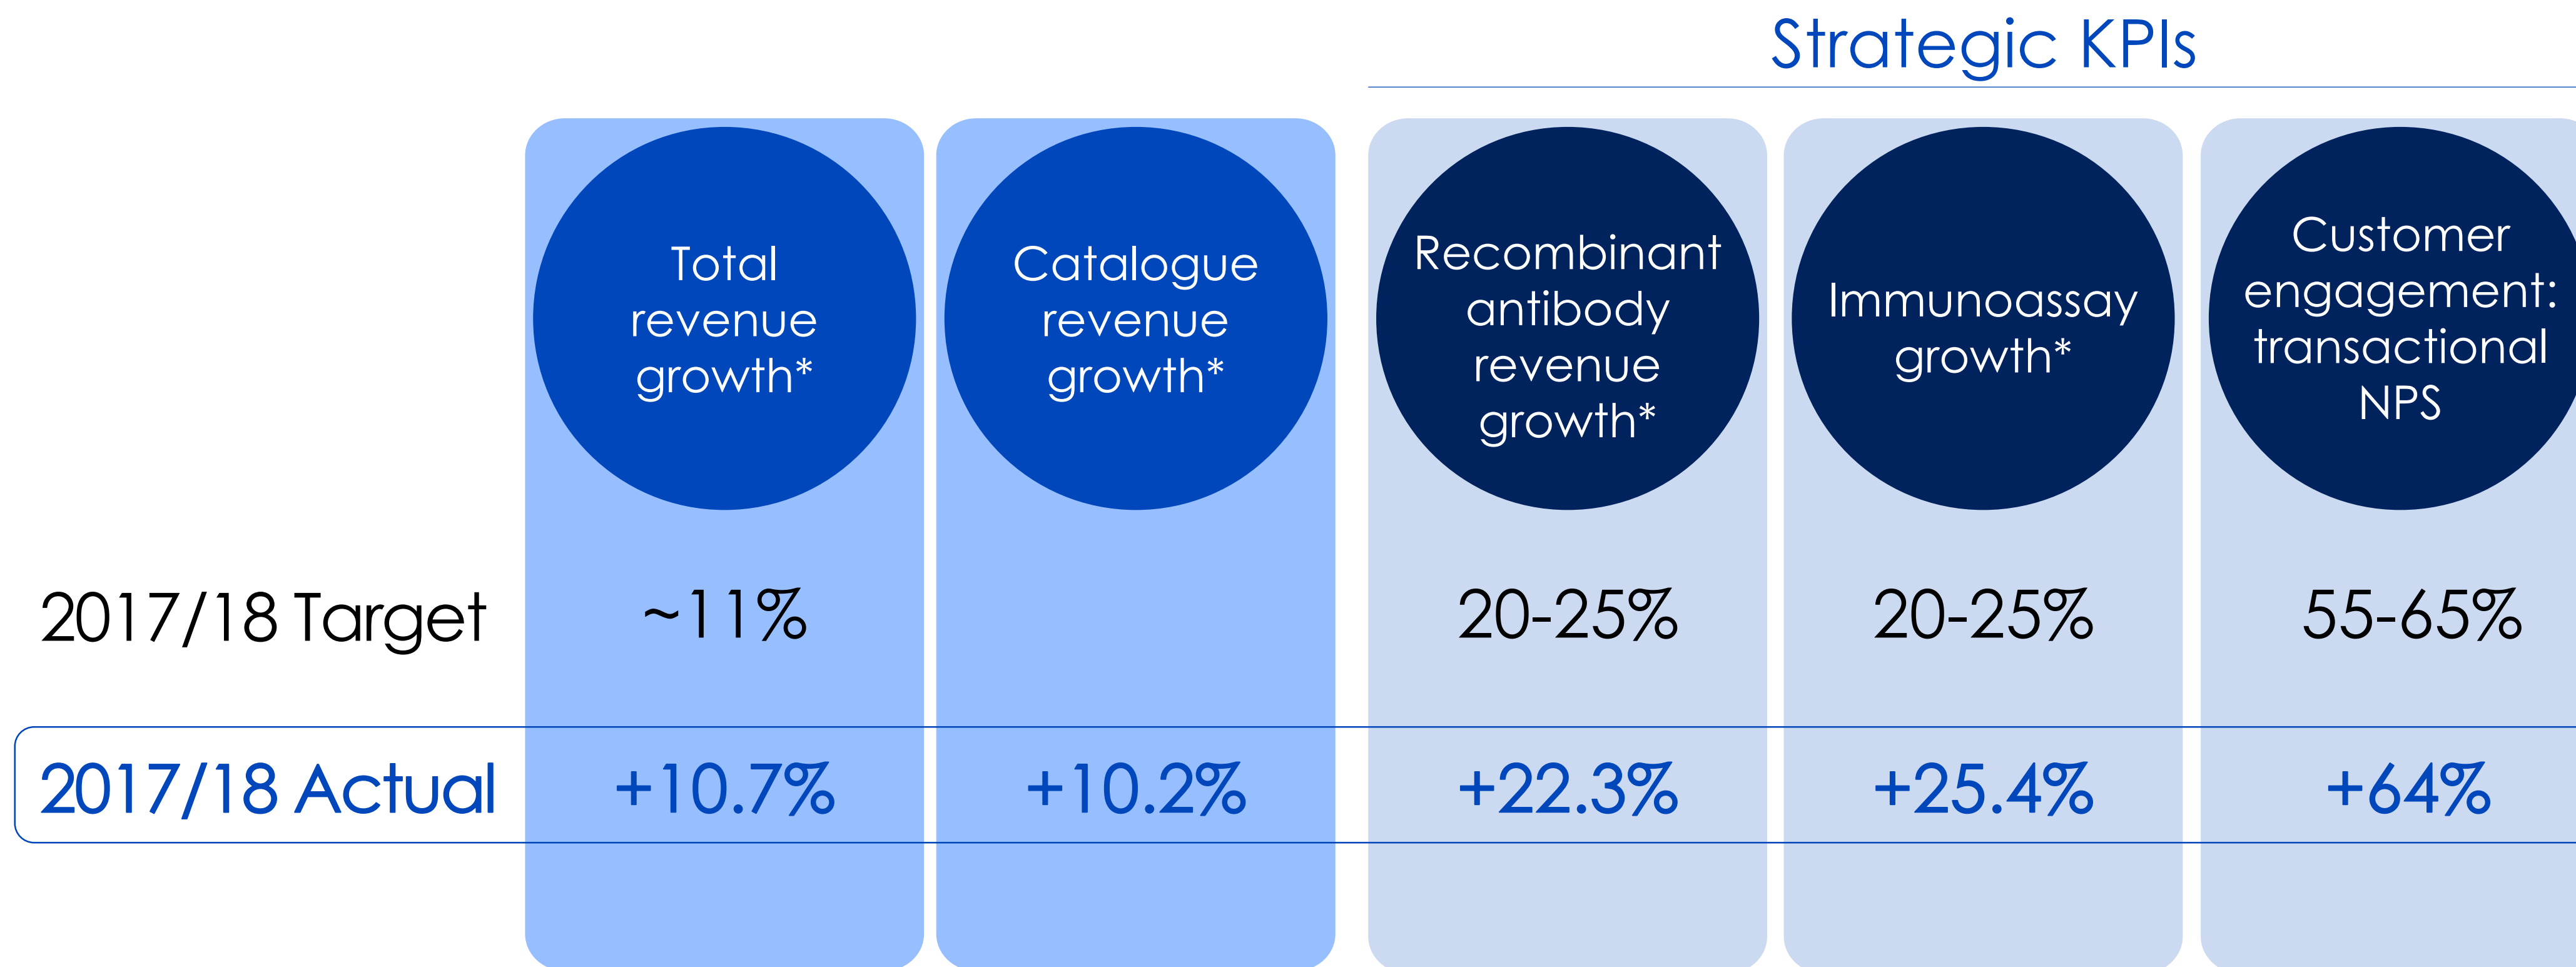 Strategic KPIs
Total
revenue
growth*
Catalogue
revenue
growth*
Recombinant
antibody
revenue
growth*
Immunoassay
growth*
Customer
engagement:
transactional
NPS
2017/18 Target ~11% 20-25% 20-25% 55-65%
2017/18 Actual +10.7% +10.2% +22.3% +25.4% +64%